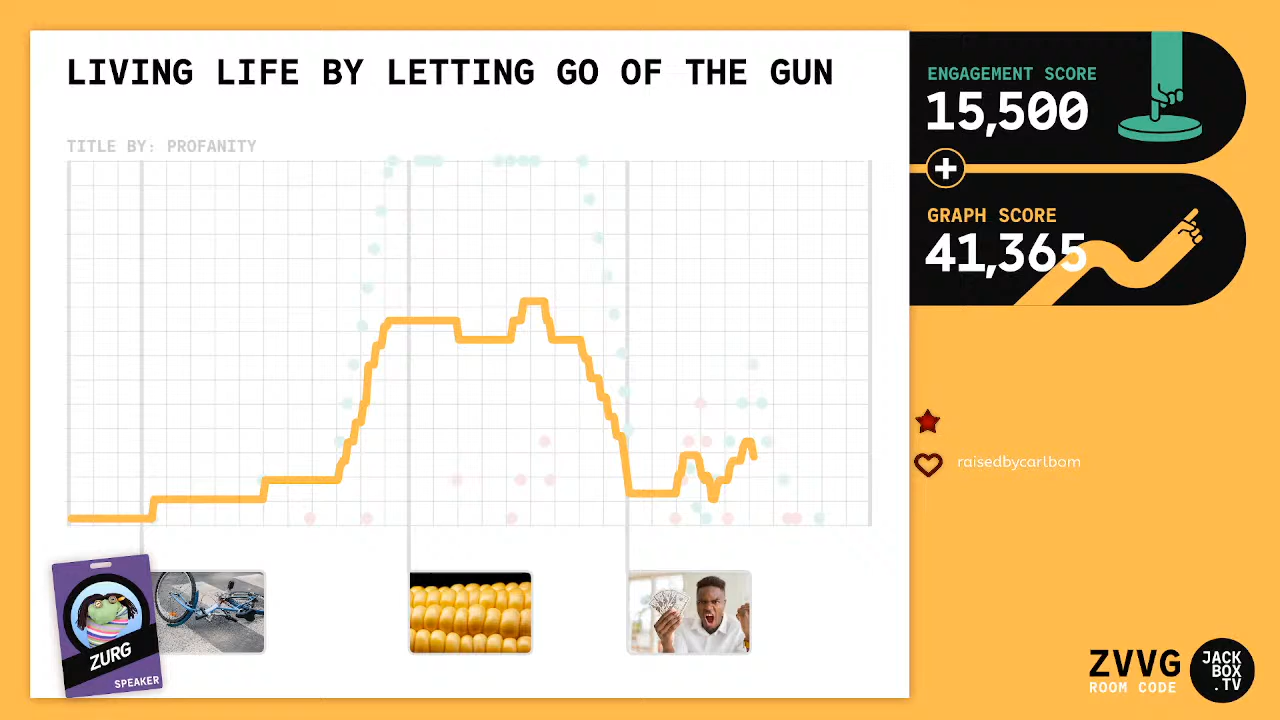 LIVING LIFE BY LETTING GO OF THE GUN
TITLE BY: PROFANITY
ENGAGEMENT SCORE
15,500
GRAPH SCORE
41,365
raisedbycarlbom
ZURG
SPEAKER
ZVVG
ROOM CODE
JACK
BOX
.TV